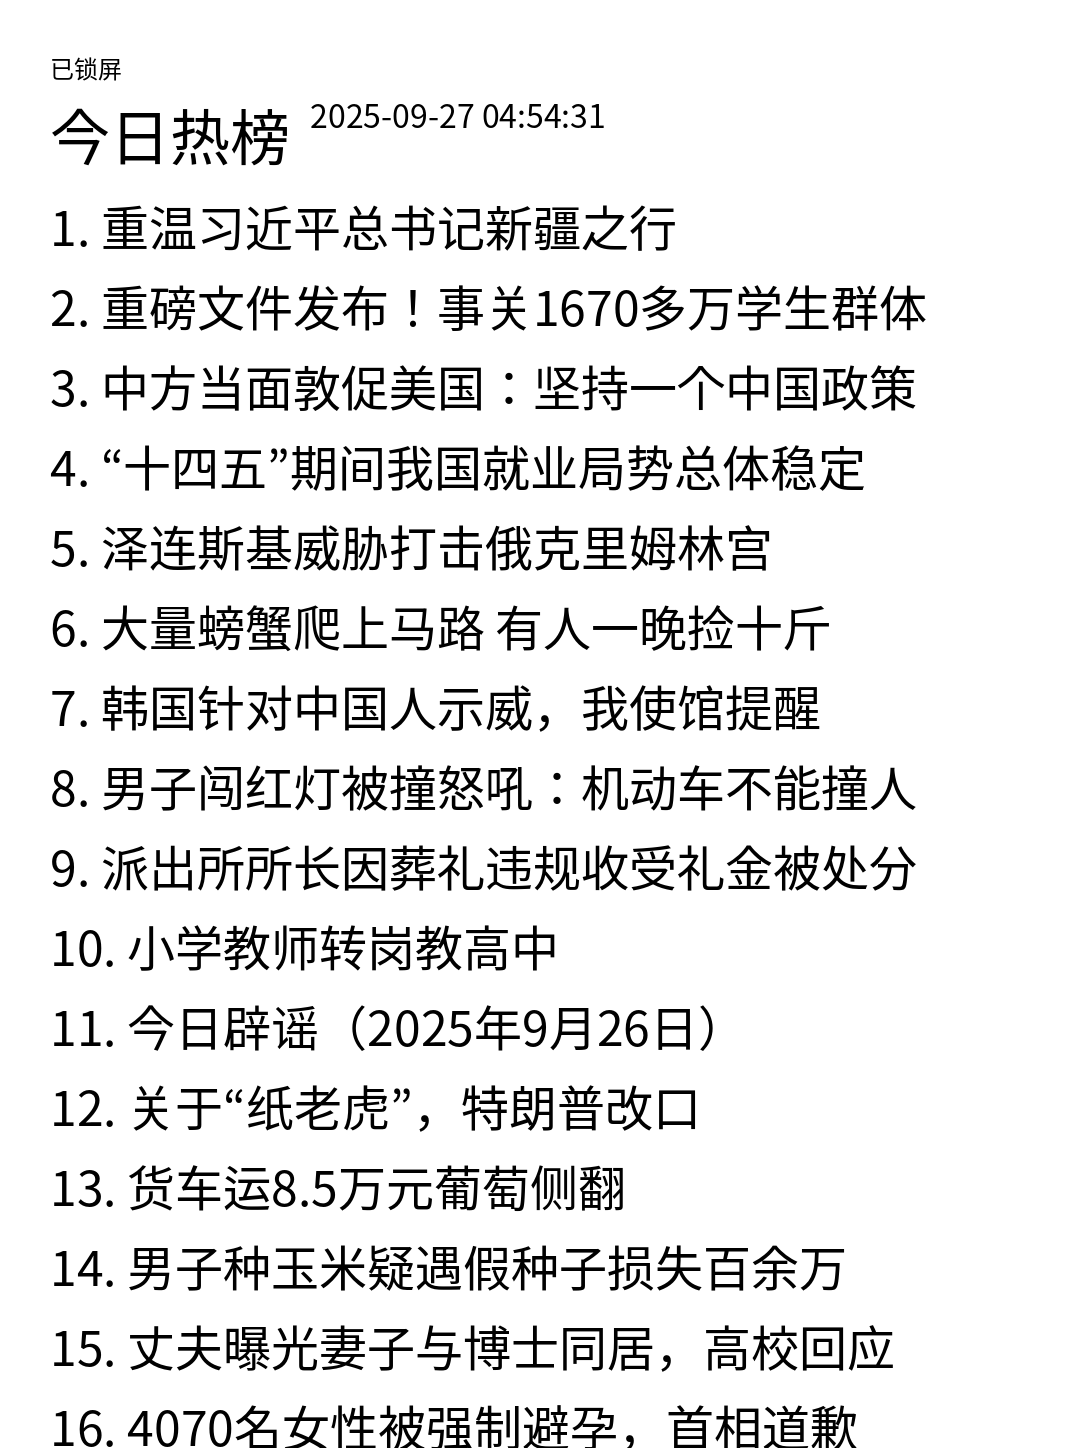 已锁屏
今日热榜 2025-09-27 04:54:31
1. 重温习近平总书记新疆之行
2. 重磅文件发布！事关1670多万学生群体
3. 中方当面敦促美国：坚持一个中国政策
4. “十四五”期间我国就业局势总体稳定
5. 泽连斯基威胁打击俄克里姆林宫
6. 大量螃蟹爬上马路 有人一晚捡十斤
7. 韩国针对中国人示威，我使馆提醒
8. 男子闯红灯被撞怒吼：机动车不能撞人
9. 派出所所长因葬礼违规收受礼金被处分
10. 小学教师转岗教高中
11. 今日辟谣（2025年9月26日）
12. 关于“纸老虎”，特朗普改口
13. 货车运8.5万元葡萄侧翻
14. 男子种玉米疑遇假种子损失百余万
15. 丈夫曝光妻子与博士同居，高校回应
16. 4070名女性被强制避孕，首相道歉